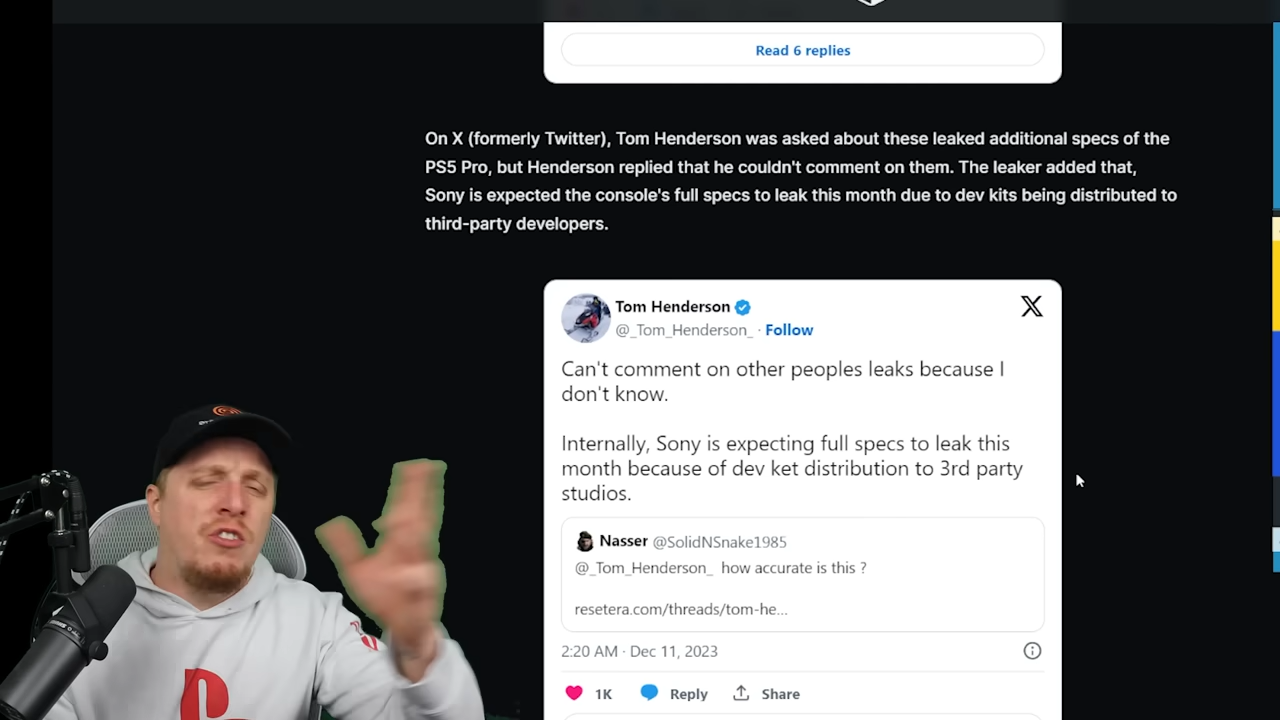 Read 6 replies
On X (formerly Twitter), Tom Henderson was asked about these leaked additional specs of the
PS5 Pro, but Henderson replied that he couldn't comment on them. The leaker added that,
Sony is expected the console's full specs to leak this month due to dev kits being distributed to
third-party developers.
Tom Henderson
@_Tom_Henderson_ · Follow
Can't comment on other peoples leaks because I
don't know.
Internally, Sony is expecting full specs to leak this
month because of dev ket distribution to 3rd party
studios.
Nasser @SolidNSnake1985
@_Tom_Henderson_ how accurate is this ?
resetera.com/threads/tom-he...
2:20 AM · Dec 11, 2023
1K Reply Share